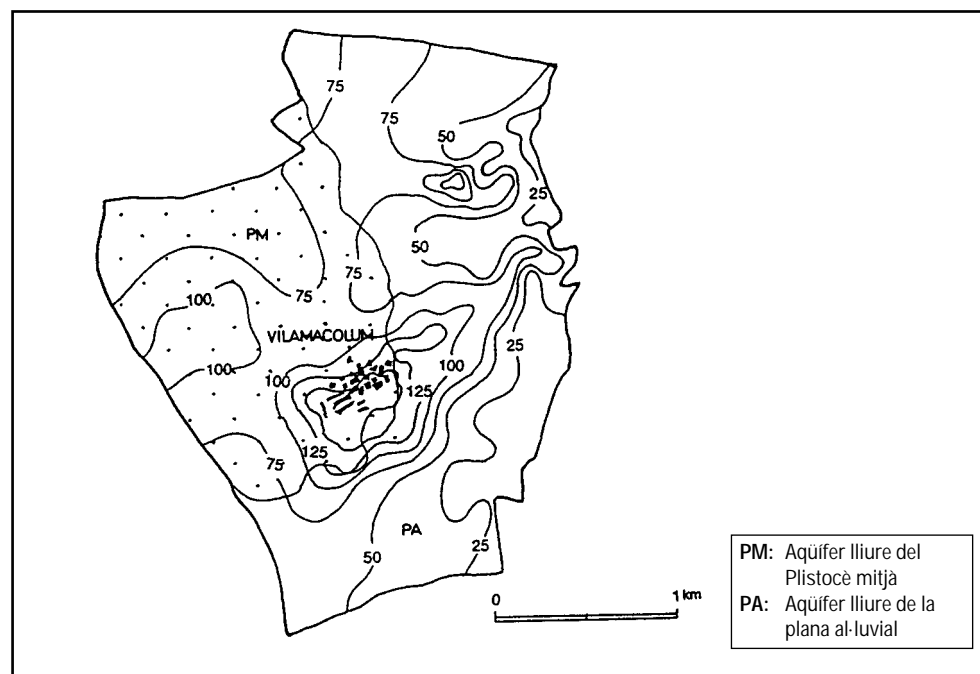 75
75
50
25
PM
50
75
75
100
VILAMACOLUM
25
100
100
100
125
125
75
PA
50
25
0 1 km
PM: Aqüífer lliure del
Plistocè mitjà
PA: Aqüífer lliure de la
plana al·luvial